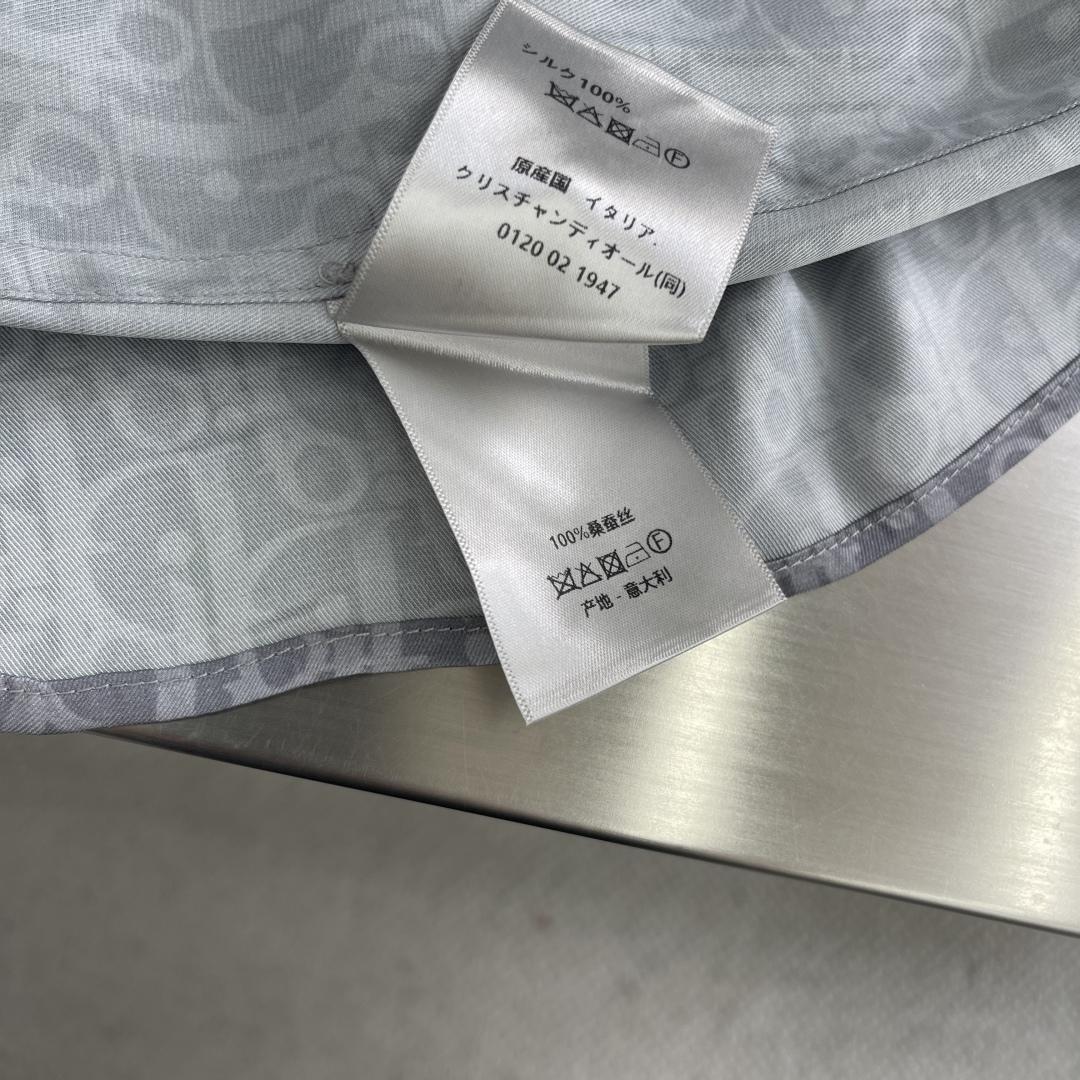 シルク100%
F
原産国 イタリア.
クリスチャンディオール(同)
0120 02 1947
100%桑蚕丝
F
产地 - 意大利